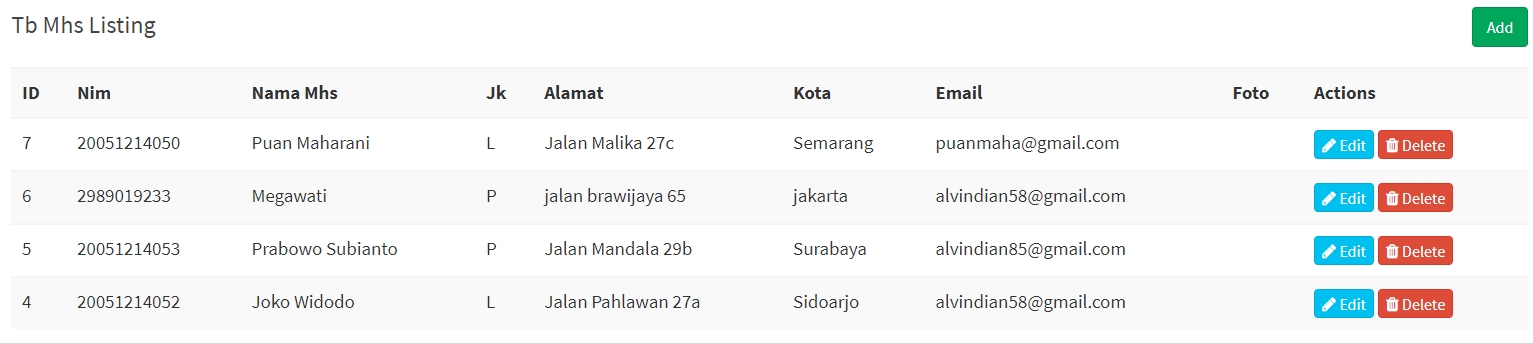 Tb Mhs Listing Add
ID Nim Nama Mhs Jk Alamat Kota Email Foto Actions
7 20051214050 Puan Maharani L Jalan Malika 27c Semarang puanmaha@gmail.com Edit Delete
6 2989019233 Megawati P jalan brawijaya 65 jakarta alvindian58@gmail.com Edit Delete
5 20051214053 Prabowo Subianto P Jalan Mandala 29b Surabaya alvindian85@gmail.com Edit Delete
4 20051214052 Joko Widodo L Jalan Pahlawan 27a Sidoarjo alvindian58@gmail.com Edit Delete